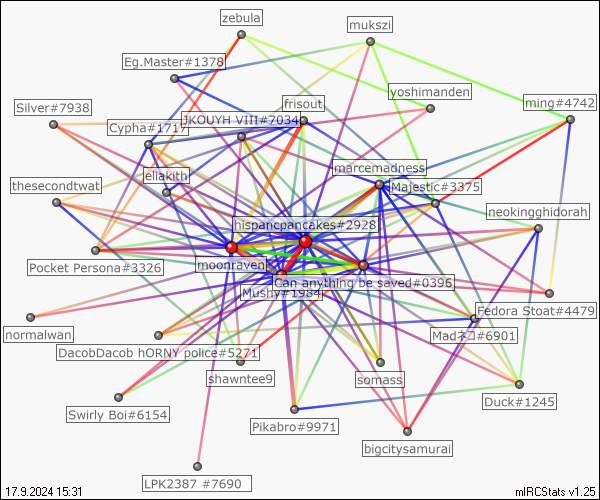 zebula
mukszi
Eg.Master#1378
yoshimanden
Silver#7938
frisout
ming#4742
JKOUYH VIII#7034
Cypha#1717
marcemadness
eliakith
thesecondtwat
Majestic#3375
neokingghidorah
hispancpancakes#2928
moonraven
Pocket Persona#3326
Can anything be saved#0396
Mushy#1984
Fedora Stoat#4479
normalwan
Madネコ#6901
DacobDacob hORNY police#5271
shawntee9
somass
Duck#1245
Swirly Boi#6154
Pikabro#9971
bigcitysamurai
LPK2387 #7690
17.9.2024 15:31
mIRCStats v1.25